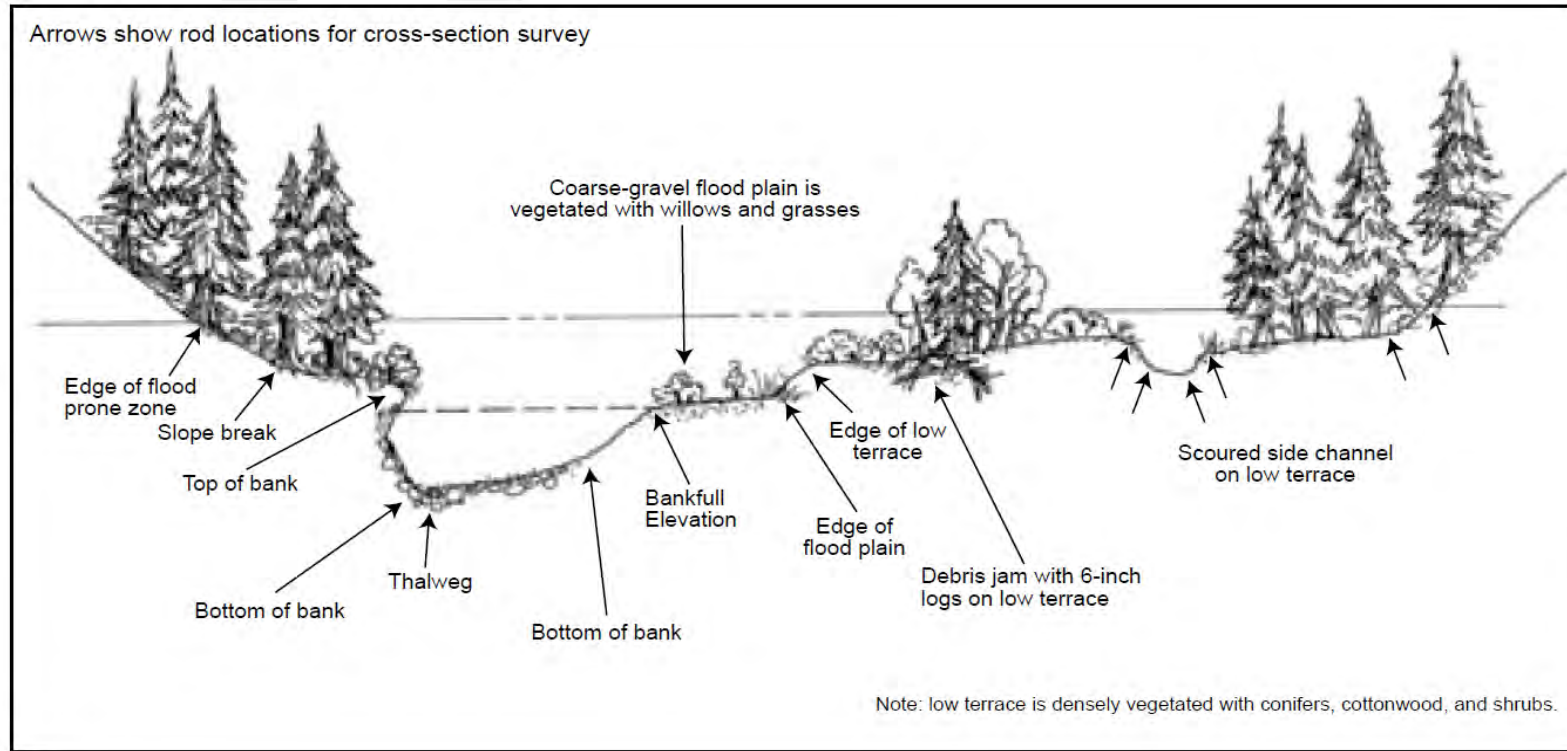 Arrows show rod locations for cross-section survey
Coarse-gravel flood plain is
vegetated with willows and grasses
Edge of flood
prone zone
Slope break
Top of bank
Bottom of bank
Thalweg
Bottom of bank
Bankfull
Elevation
Edge of
flood plain
Edge of low
terrace
Debris jam with 6-inch
logs on low terrace
Scoured side channel
on low terrace
Note: low terrace is densely vegetated with conifers, cottonwood, and shrubs.